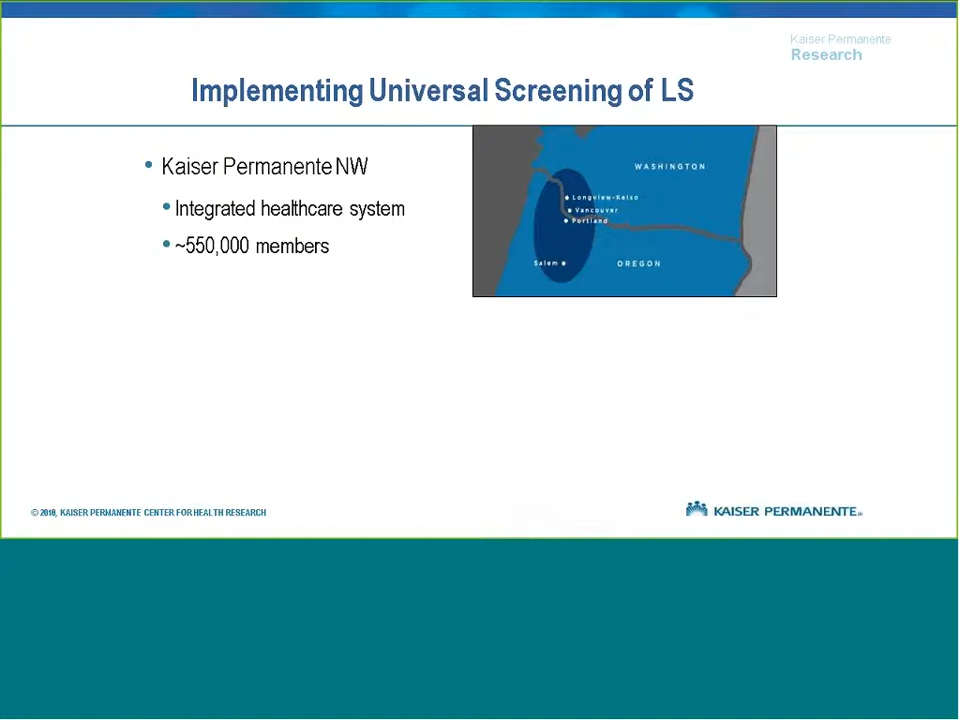 Kaiser Permanente
Research
Implementing Universal Screening of LS
• Kaiser Permanente NW
• Integrated healthcare system
• ~550,000 members
WASHINGTON
Longview-Kelso
Vancouver
Portland
Salem
OREGON
© 2018, KAISER PERMANENTE CENTER FOR HEALTH RESEARCH
KAISER PERMANENTE®